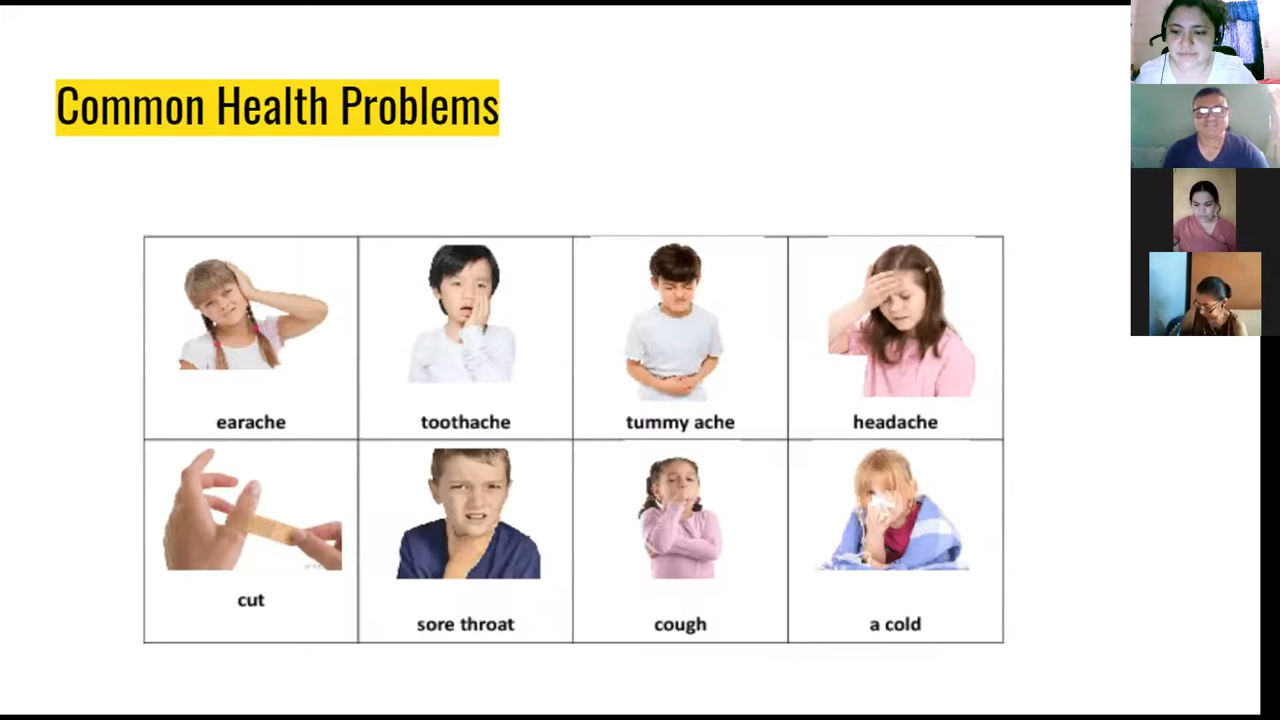 Common Health Problems
earache
toothache
tummy ache
headache
cut
sore throat
cough
a cold